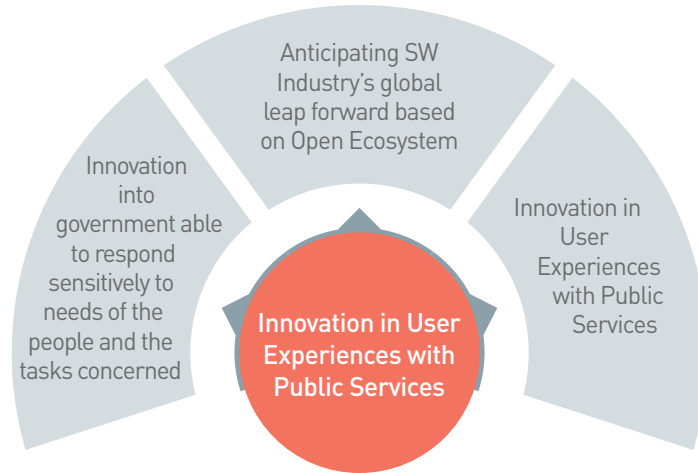 Anticipating SW
Industry's global
leap forward based
on Open Ecosystem
Innovation
into
government able
to respond
sensitively to
needs of the
people and the
tasks concerned
Innovation in
User
Experiences
with Public
Services
Innovation in User
Experiences with
Public Services